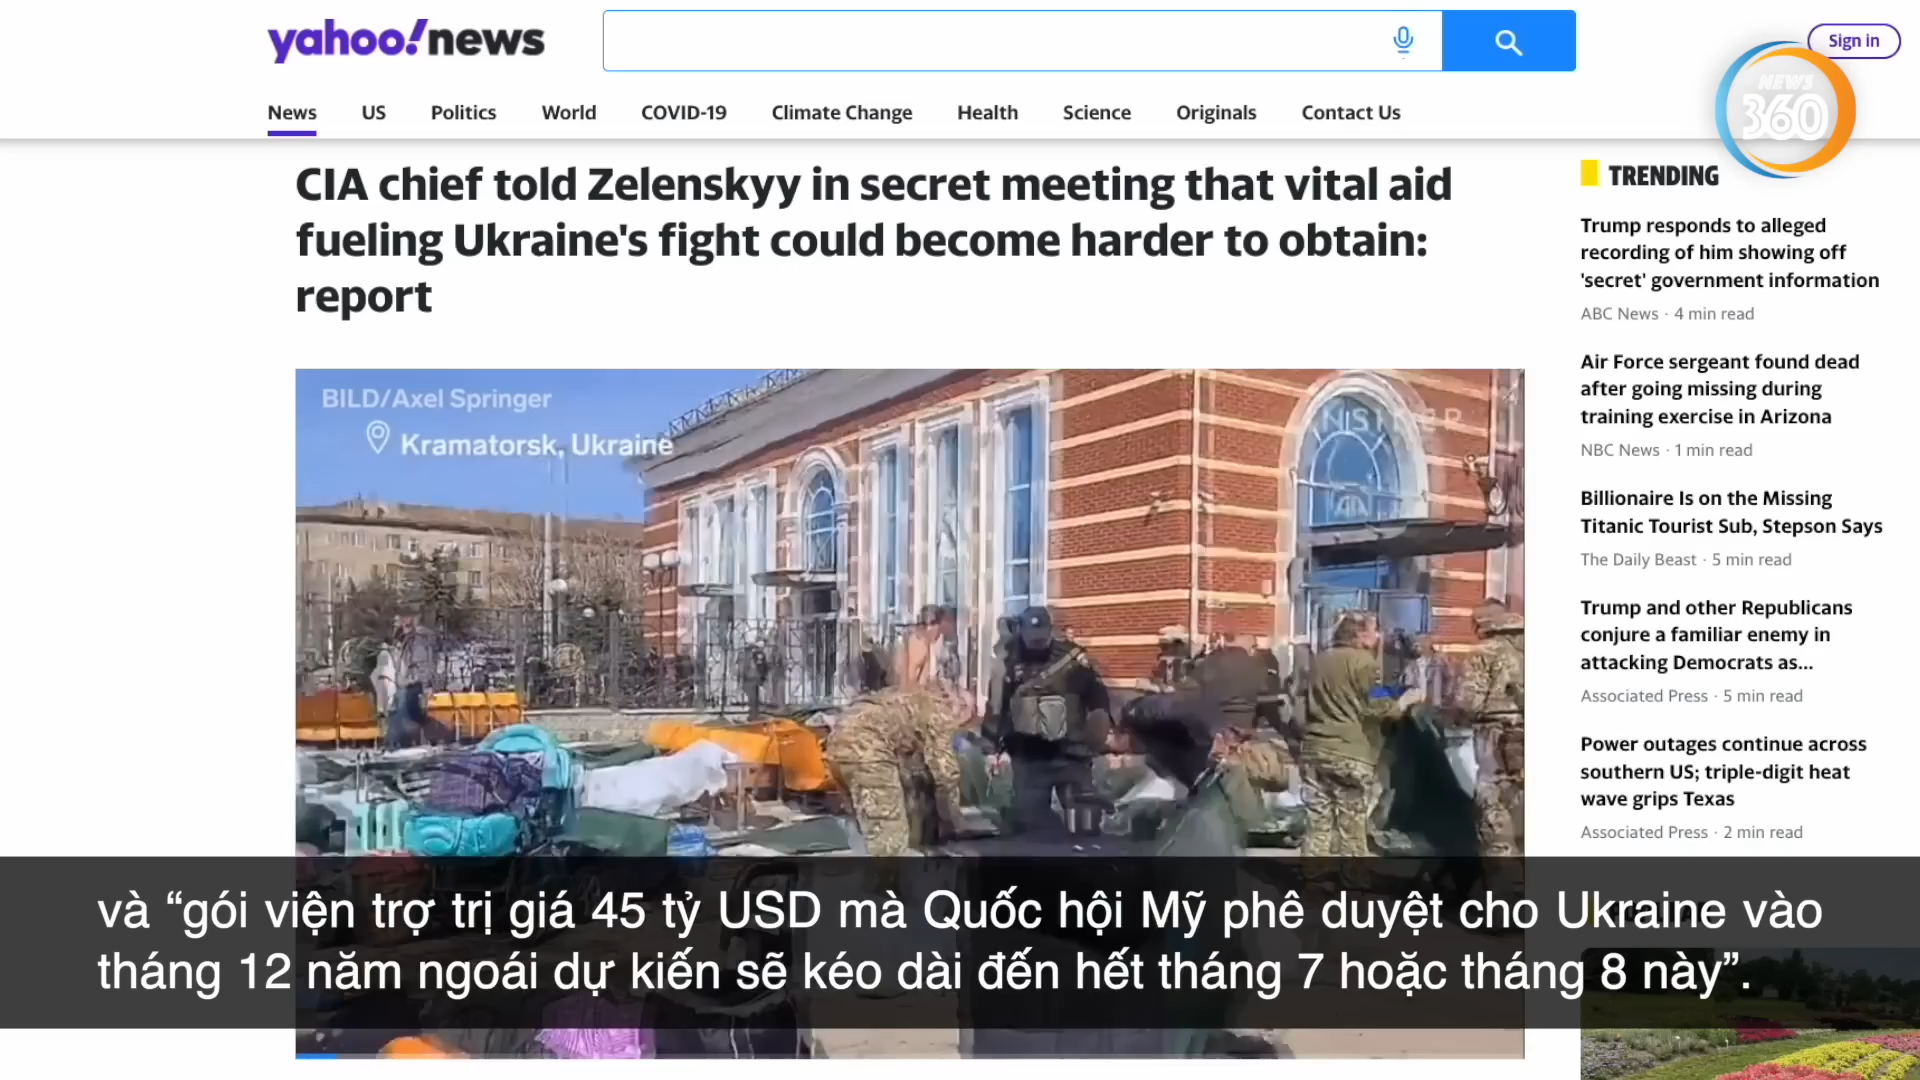 yahoo!news
Sign in
NEWS
360
News US Politics World COVID-19 Climate Change Health Science Originals Contact Us
CIA chief told Zelenskyy in secret meeting that vital aid
fueling Ukraine's fight could become harder to obtain:
report
BILD/Axel Springer
Kramatorsk, Ukraine
TRENDING
Trump responds to alleged
recording of him showing off
'secret' government information
ABC News · 4 min read
Air Force sergeant found dead
after going missing during
training exercise in Arizona
NBC News · 1 min read
Billionaire Is on the Missing
Titanic Tourist Sub, Stepson Says
The Daily Beast · 5 min read
Trump and other Republicans
conjure a familiar enemy in
attacking Democrats as...
Associated Press · 5 min read
Power outages continue across
southern US; triple-digit heat
wave grips Texas
Associated Press · 2 min read
và “gói viện trợ trị giá 45 tỷ USD mà Quốc hội Mỹ phê duyệt cho Ukraine vào
tháng 12 năm ngoái dự kiến sẽ kéo dài đến hết tháng 7 hoặc tháng 8 này”.